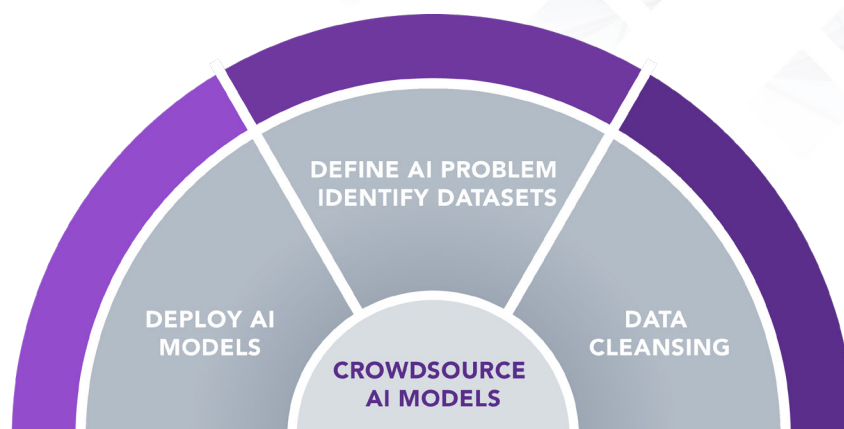 DEFINE AI PROBLEM
IDENTIFY DATASETS
DEPLOY AI
MODELS
DATA
CLEANSING
CROWDSOURCE
AI MODELS